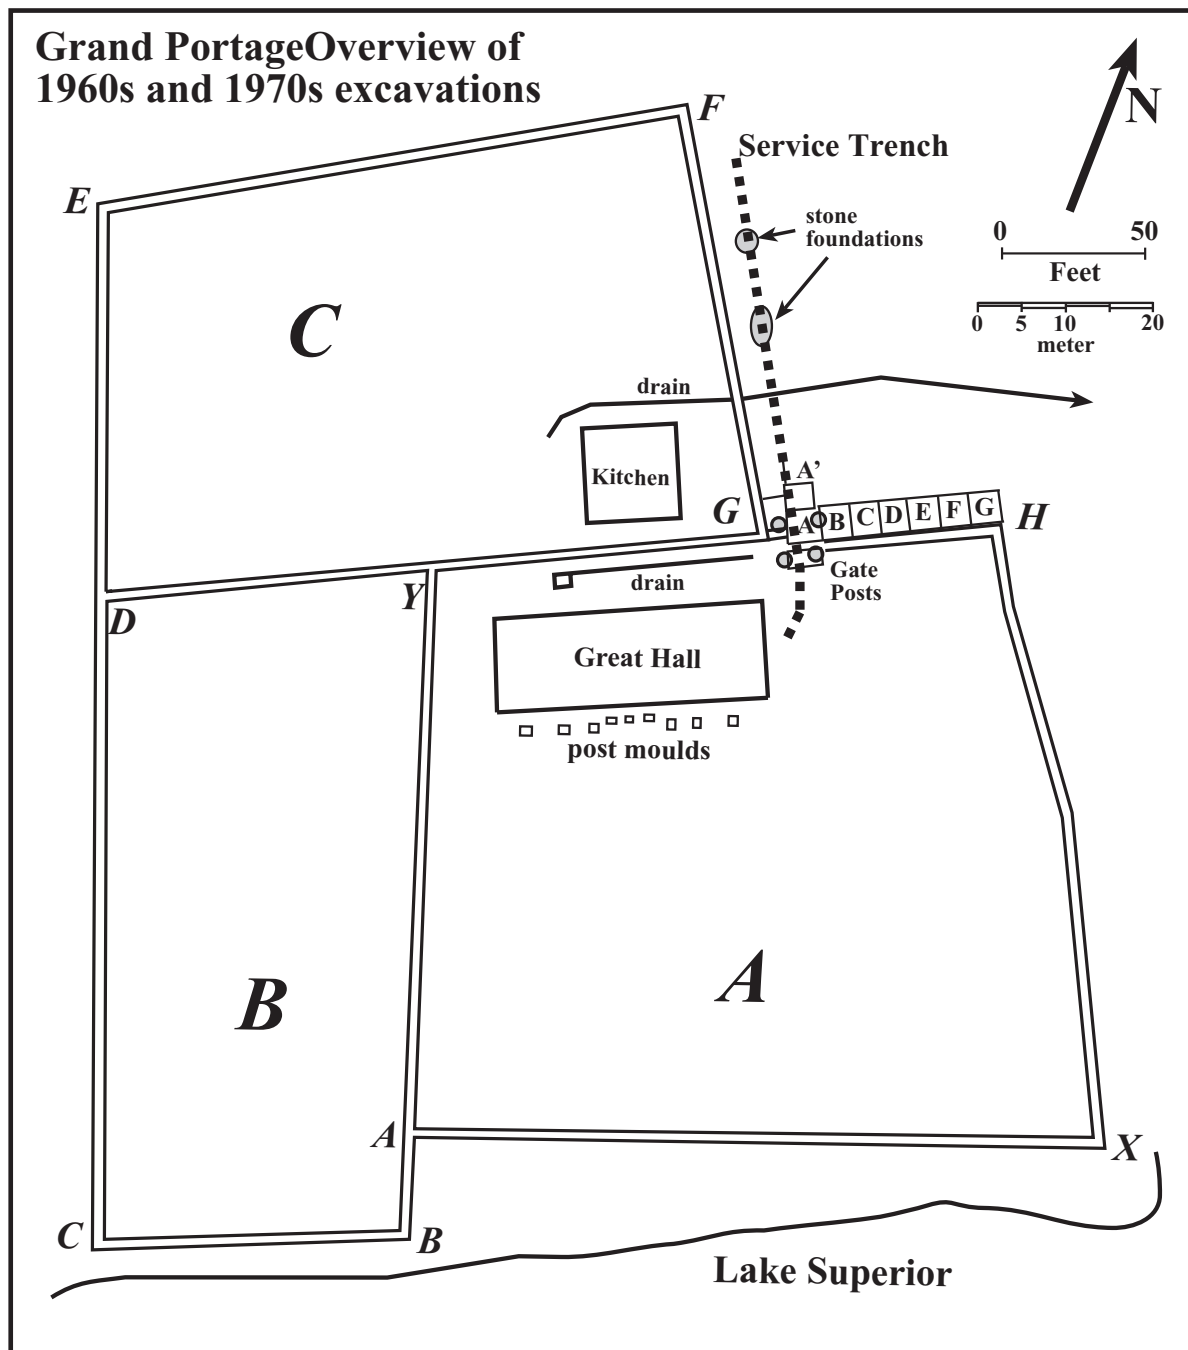 Grand PortageOverview of
1960s and 1970s excavations
N
F
Service Trench
E
stone
foundations
0 50
Feet
0 5 10 20
meter
C
drain
Kitchen
A’
G
A B C D E F G
H
Gate
Posts
D
Y
drain
Great Hall
post moulds
B
A
A
X
C
B
Lake Superior